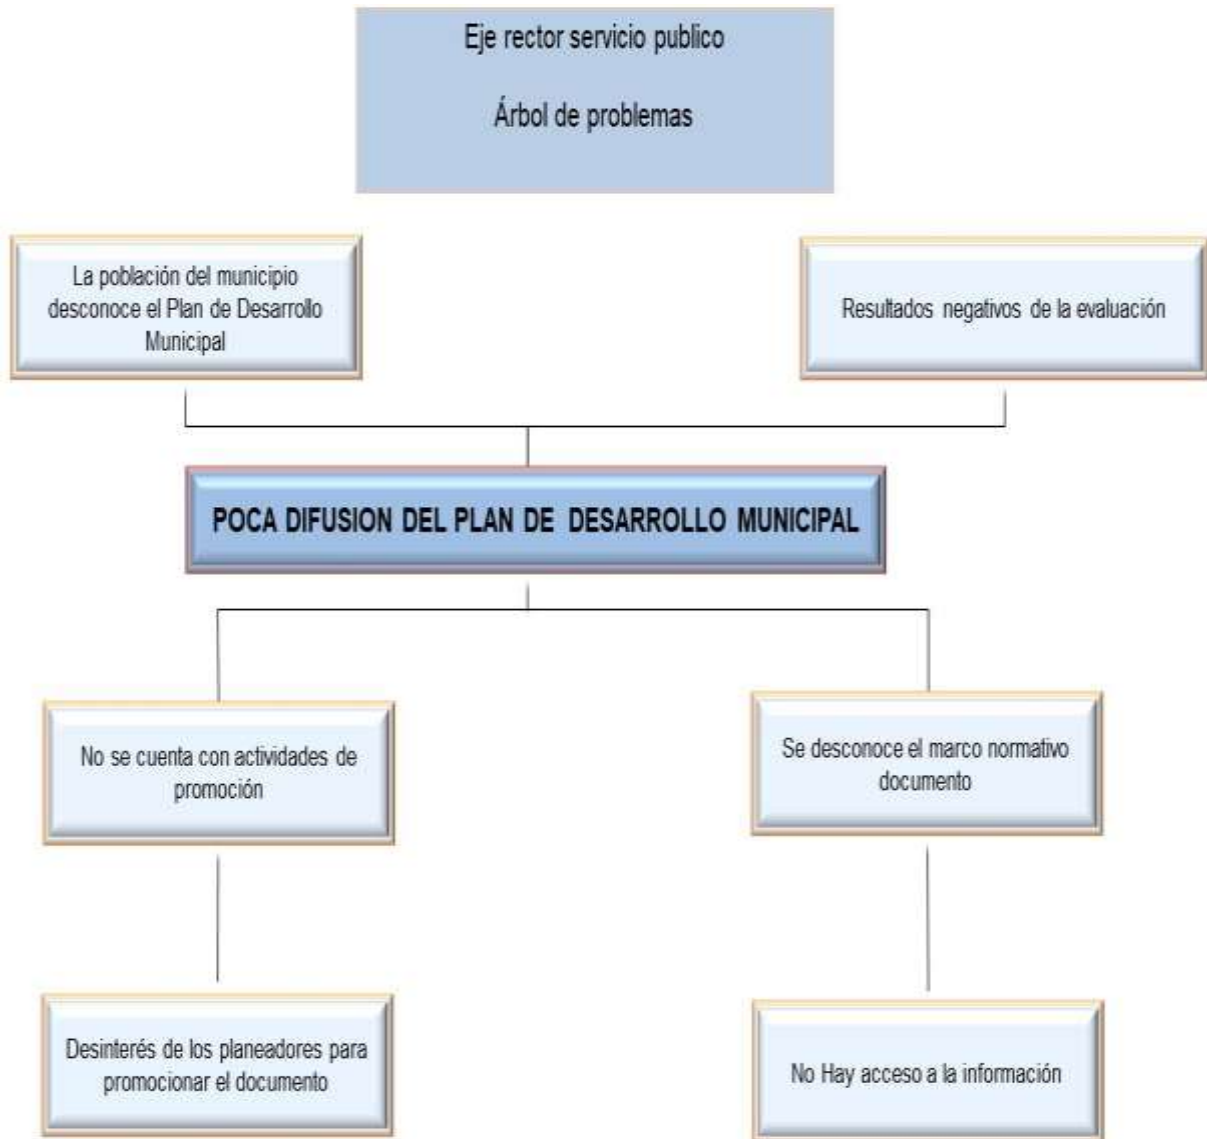 Eje rector servicio publico
Árbol de problemas
La población del municipio
desconoce el Plan de Desarrollo
Municipal
Resultados negativos de la evaluación
POCA DIFUSION DEL PLAN DE DESARROLLO MUNICIPAL
No se cuenta con actividades de
promoción
Se desconoce el marco normativo
documento
Desinterés de los planeadores para
promocionar el documento
No Hay acceso a la información